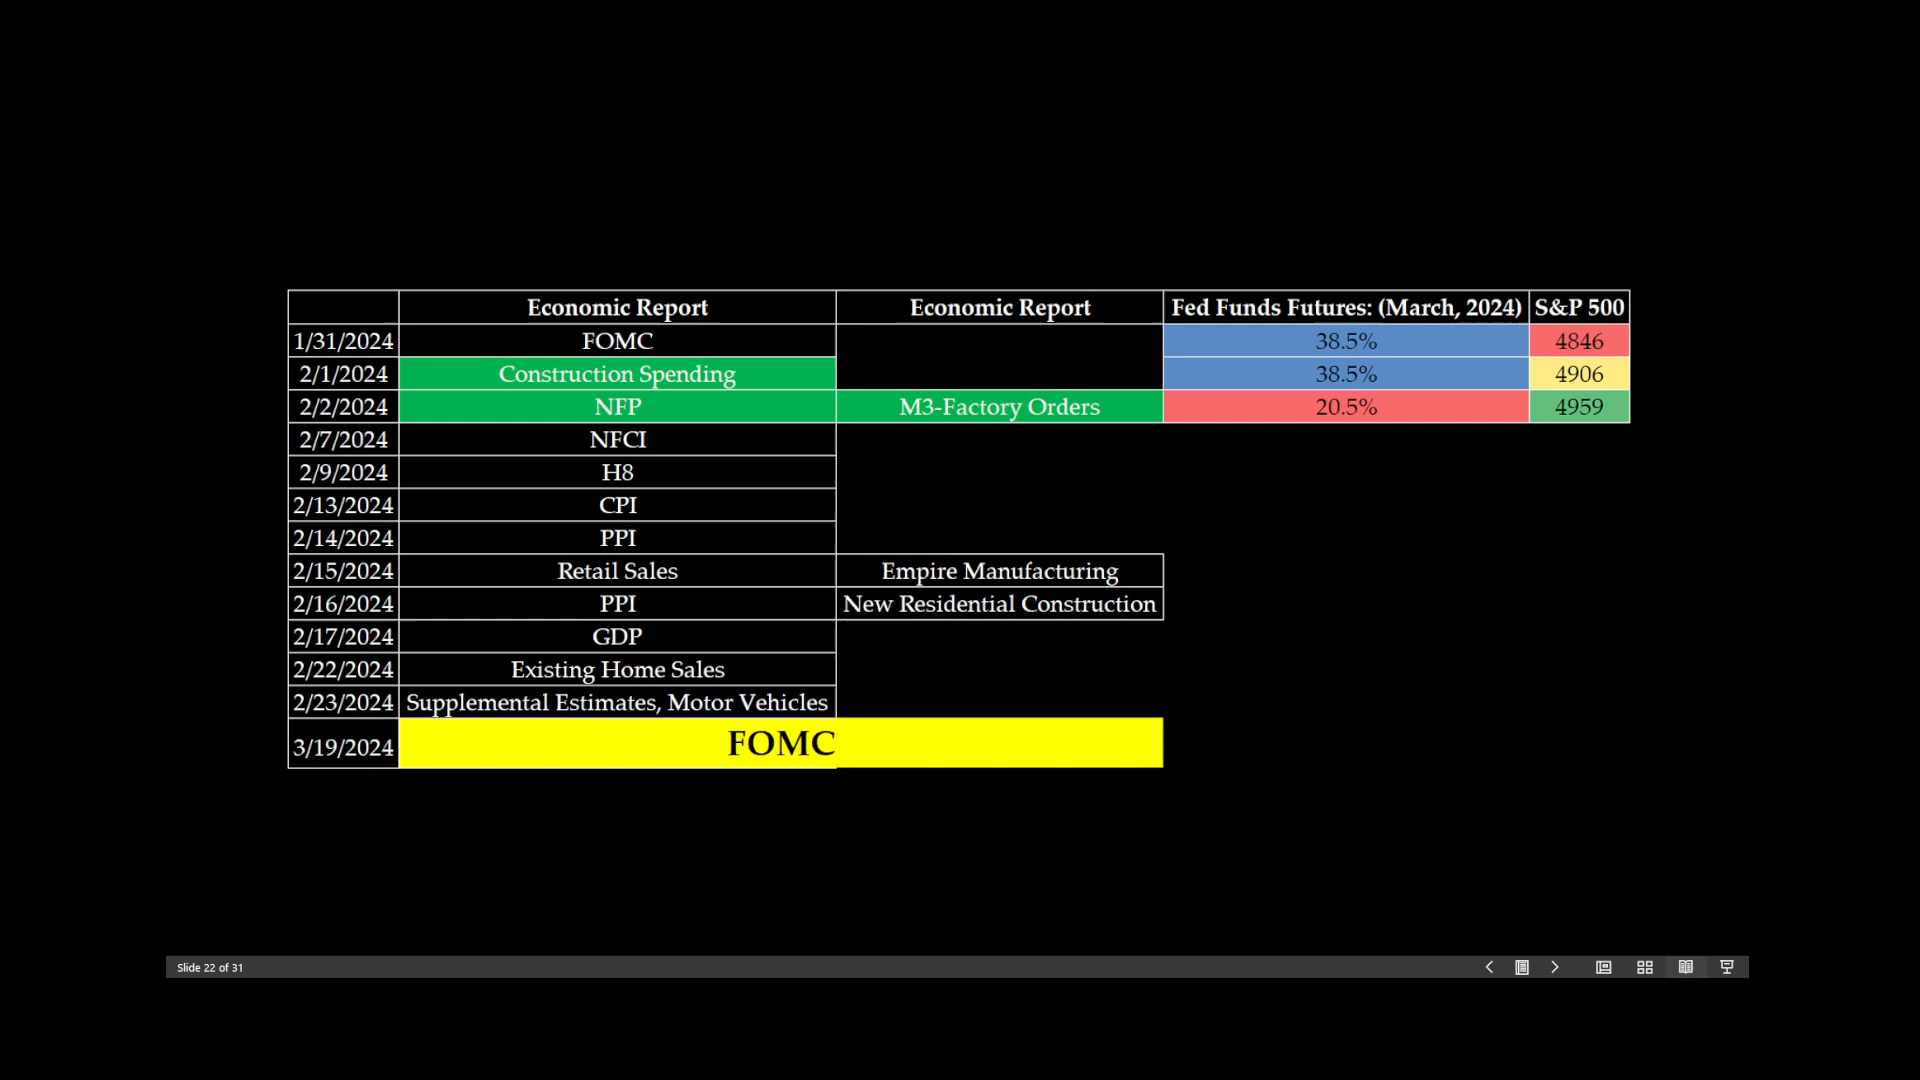 Economic Report Economic Report Fed Funds Futures: (March, 2024) S&P 500
1/31/2024 FOMC 38.5% 4846
2/1/2024 Construction Spending 38.5% 4906
2/2/2024 NFP M3-Factory Orders 20.5% 4959
2/7/2024 NFCI
2/9/2024 H8
2/13/2024 CPI
2/14/2024 PPI
2/15/2024 Retail Sales Empire Manufacturing
2/16/2024 PPI New Residential Construction
2/17/2024 GDP
2/22/2024 Existing Home Sales
2/23/2024 Supplemental Estimates, Motor Vehicles
3/19/2024 FOMC
Slide 22 of 31